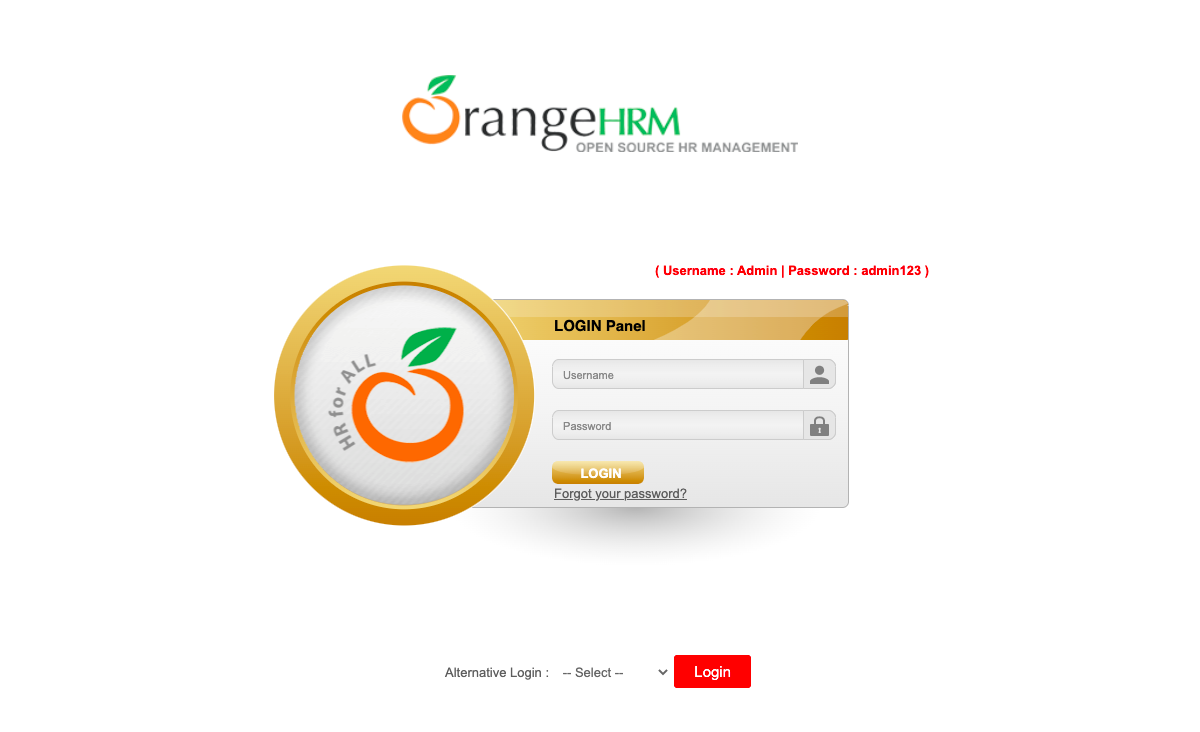 OrangeHRM
OPEN SOURCE HR MANAGEMENT
( Username : Admin | Password : admin123 )
LOGIN Panel
HR for ALL
Username
Password
LOGIN
Forgot your password?
Alternative Login : -- Select -- Login